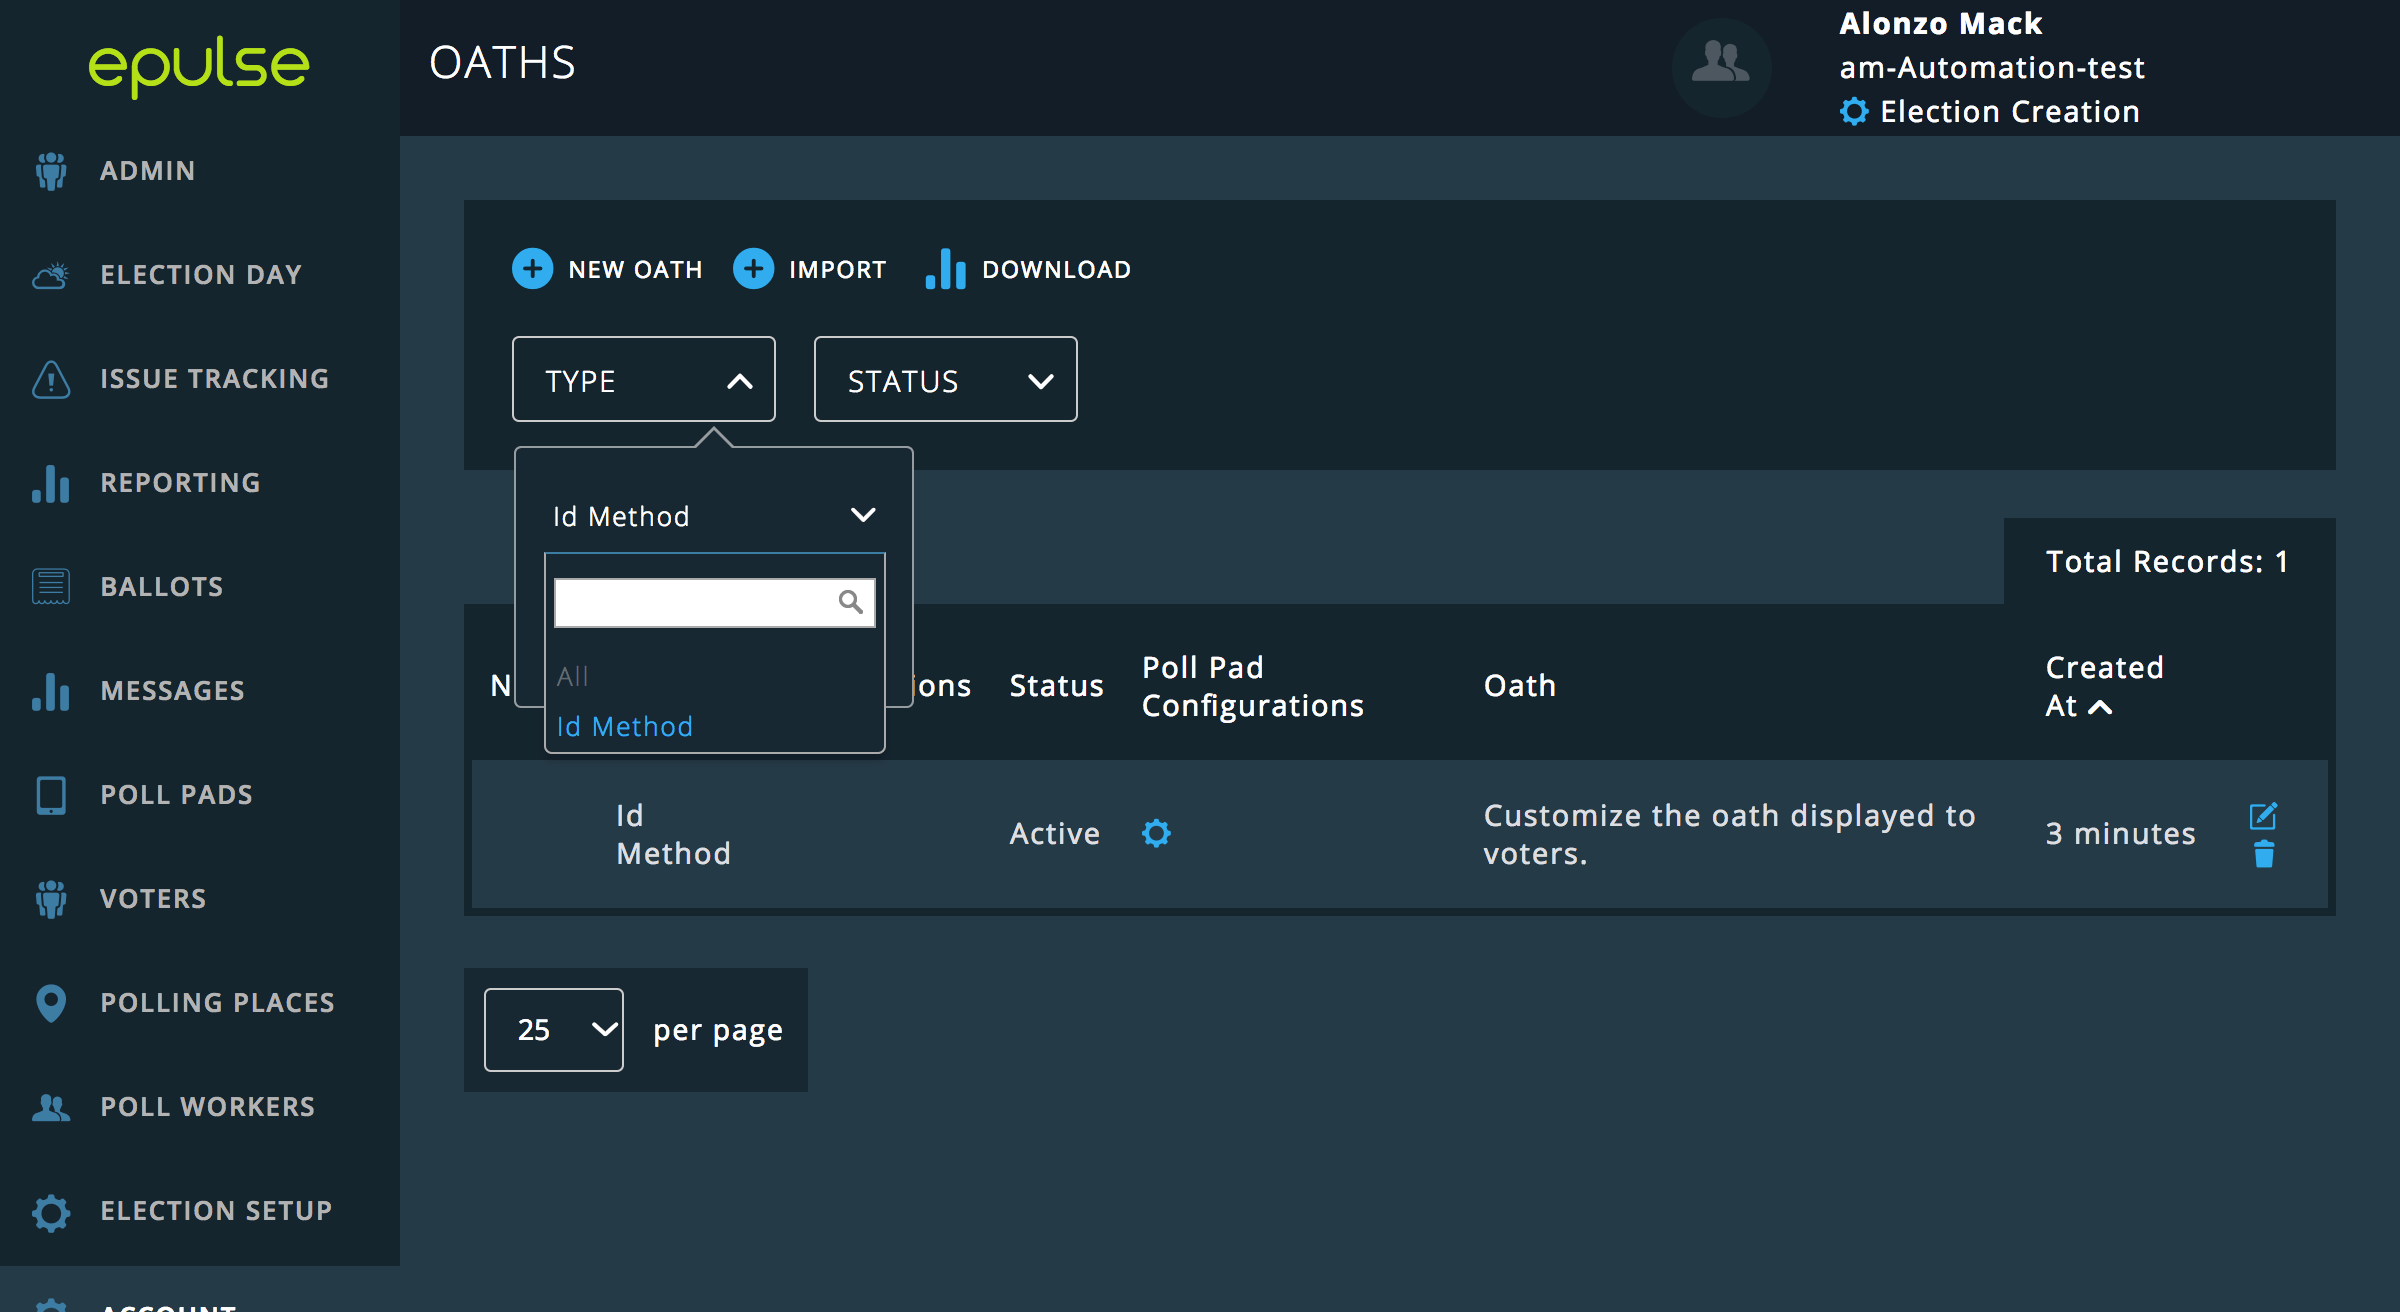 epulse
OATHS
Alonzo Mack
am-Automation-test
Election Creation
ADMIN
ELECTION DAY
ISSUE TRACKING
REPORTING
BALLOTS
MESSAGES
POLL PADS
VOTERS
POLLING PLACES
POLL WORKERS
ELECTION SETUP
ACCOUNT
NEW OATH
IMPORT
DOWNLOAD
TYPE
STATUS
Id Method
All
Id Method
Total Records: 1
Status
Poll Pad
Configurations
Oath
Created
At
Id
Method
Active
Customize the oath displayed to
voters.
3 minutes
25
per page